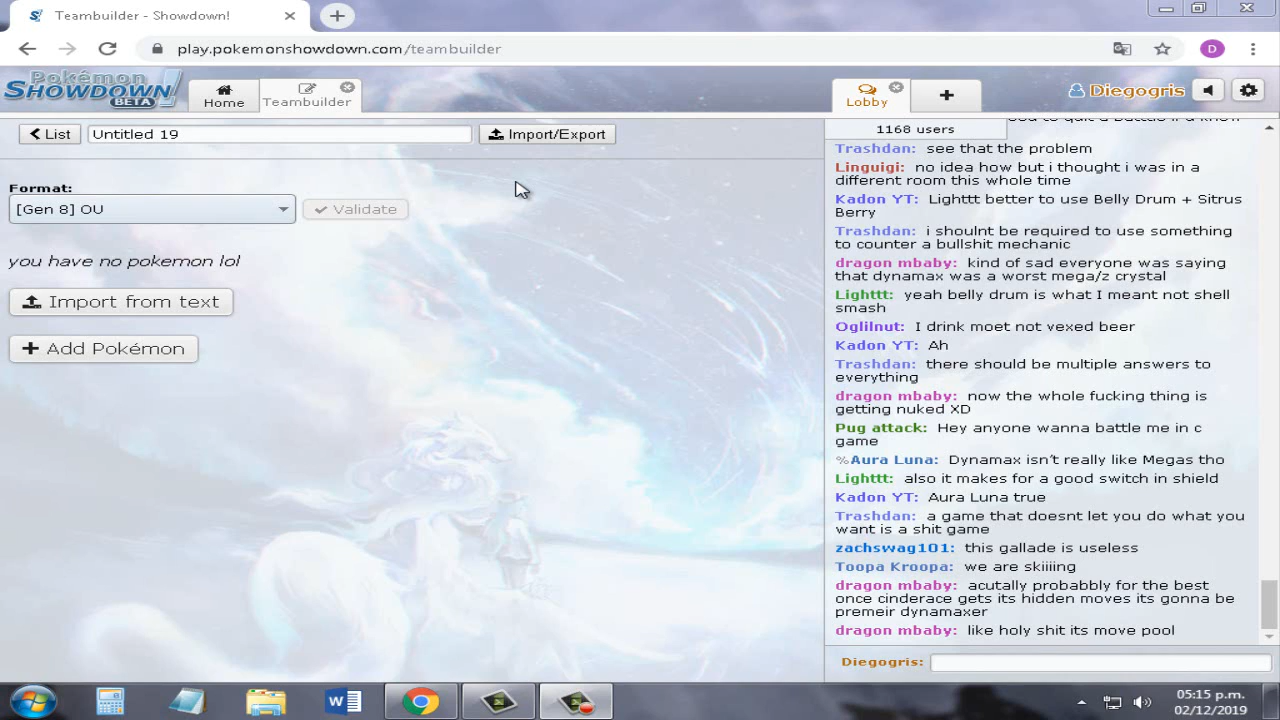 Teambuilder - Showdown!
play.pokemonshowdown.com/teambuilder
D
Pokémon
SHOWDOWN!
BETA
Home
Teambuilder
Lobby
Diegogris
List
Untitled 19
Import/Export
1168 users
Format:
[Gen 8] OU
Validate
you have no pokemon lol
Import from text
Add Pokémon
Trashdan: see that the problem
Linguigi: no idea how but i thought i was in a
different room this whole time
Kadon YT: Lighttt better to use Belly Drum + Sitrus
Berry
Trashdan: i shoulnt be required to use something
to counter a bullshit mechanic
dragon mbaby: kind of sad everyone was saying
that dynamax was a worst mega/z crystal
Lighttt: yeah belly drum is what I meant not shell
smash
Oglilnut: I drink moet not vexed beer
Kadon YT: Ah
Trashdan: there should be multiple answers to
everything
dragon mbaby: now the whole fucking thing is
getting nuked XD
Pug attack: Hey anyone wanna battle me in c
game
%Aura Luna: Dynamax isn't really like Megas tho
Lighttt: also it makes for a good switch in shield
Kadon YT: Aura Luna true
Trashdan: a game that doesnt let you do what you
want is a shit game
zachswag101: this gallade is useless
Toopa Kroopa: we are skiiiing
dragon mbaby: acutally probabbly for the best
once cinderace gets its hidden moves its gonna be
premeir dynamaxer
dragon mbaby: like holy shit its move pool
Diegogris:
05:15 p.m.
02/12/2019